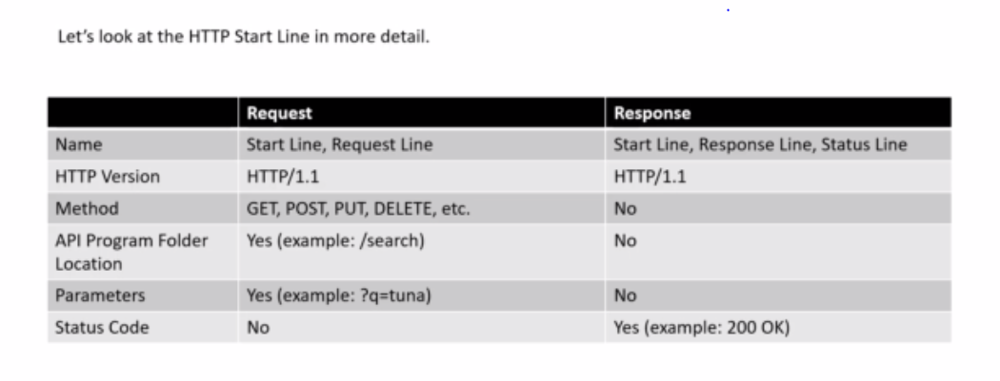 Let's look at the HTTP Start Line in more detail.
Request Response
Name Start Line, Request Line Start Line, Response Line, Status Line
HTTP Version HTTP/1.1 HTTP/1.1
Method GET, POST, PUT, DELETE, etc. No
API Program Folder Yes (example: /search) No
Location
Parameters Yes (example: ?q=tuna) No
Status Code No Yes (example: 200 OK)